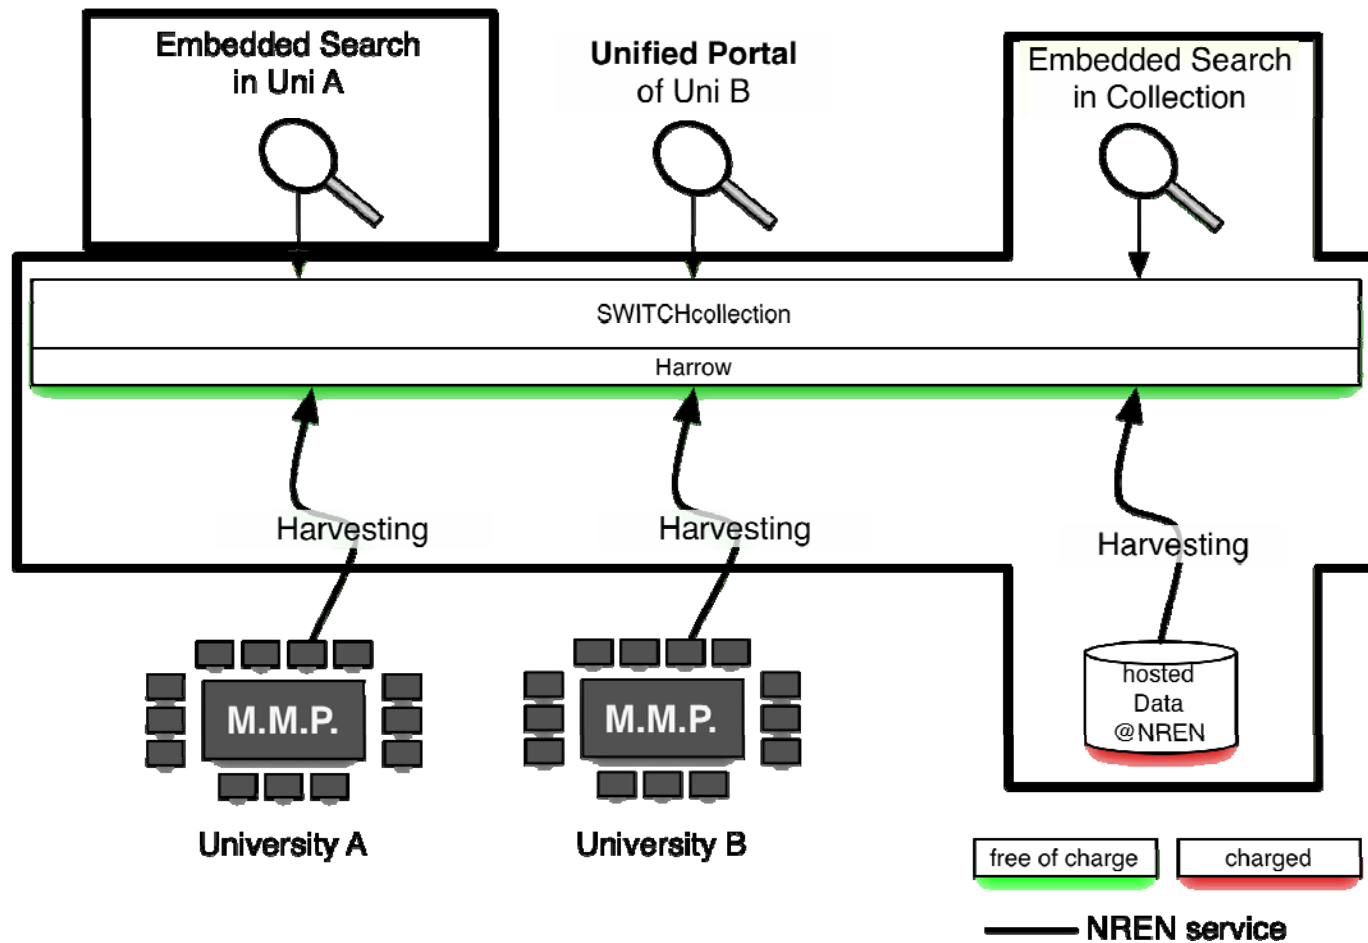 Embedded Search
in Uni A
Unified Portal
of Uni B
Embedded Search
in Collection
SWITCHcollection
Harrow
Harvesting
Harvesting
Harvesting
M.M.P.
M.M.P.
hosted
Data
@NREN
University A
University B
free of charge
charged
NREN service